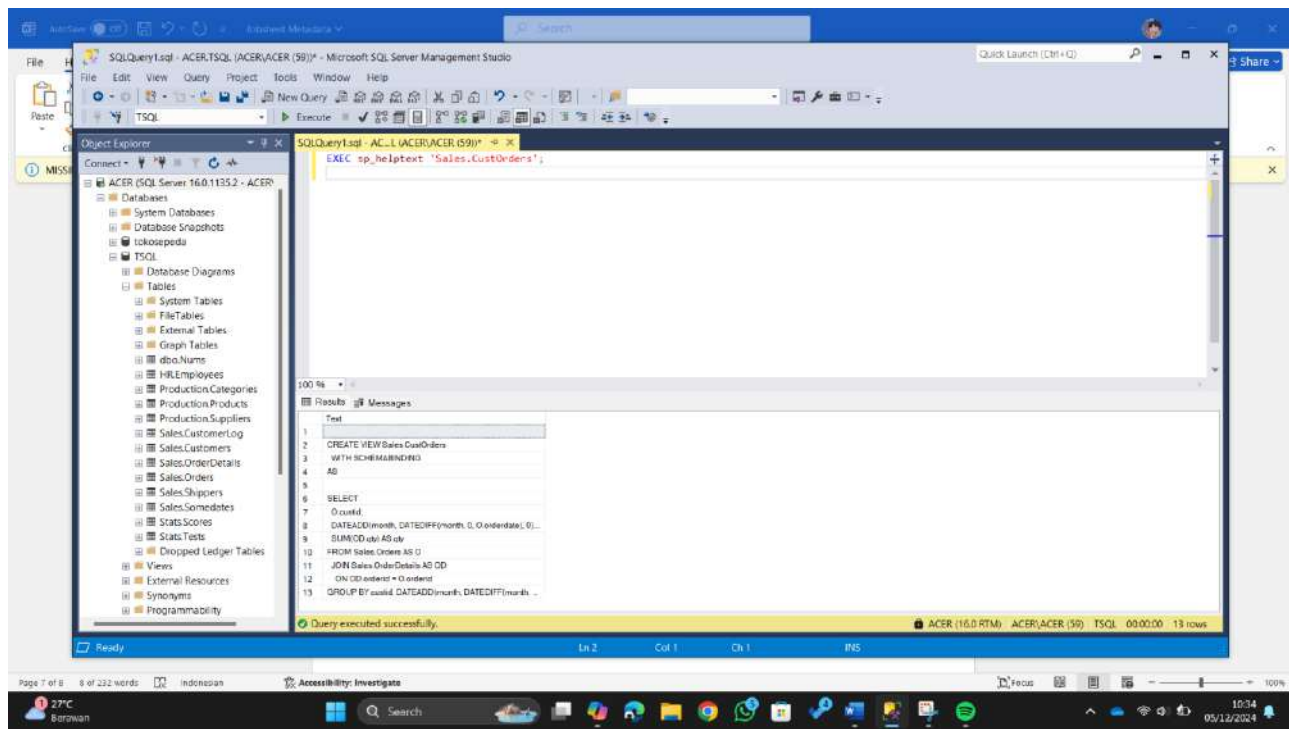 AutoSave
Jobsheet Metadata
Search
File
Share
Paste
MISS
SQLQuery1.sql - ACER.TSQL (ACER\ACER (59))* - Microsoft SQL Server Management Studio
Quick Launch (Ctrl+Q)
File Edit View Query Project Tools Window Help
New Query
TSQL
Execute
Object Explorer
SQLQuery1.sql - AC...L (ACER\ACER (59))*
Connect
EXEC sp_helptext 'Sales.CustOrders';
ACER (SQL Server 16.0.1135.2 - ACER\
Databases
System Databases
Database Snapshots
tokosepeda
TSQL
Database Diagrams
Tables
System Tables
FileTables
External Tables
Graph Tables
dbo.Nums
HR.Employees
Production.Categories
Production.Products
Production.Suppliers
Sales.CustomerLog
Sales.Customers
Sales.OrderDetails
Sales.Orders
Sales.Shippers
Sales.Somedates
Stats.Scores
Stats.Tests
Dropped Ledger Tables
Views
External Resources
Synonyms
Programmability
100 %
Results Messages
Text
1
2 CREATE VIEW Sales.CustOrders
3 WITH SCHEMABINDING
4 AS
5
6 SELECT
7 O.custid,
8 DATEADD(month, DATEDIFF(month, 0, O.orderdate), 0)...
9 SUM(OD.qty) AS qty
10 FROM Sales.Orders AS O
11 JOIN Sales.OrderDetails AS OD
12 ON OD.orderid = O.orderid
13 GROUP BY custid, DATEADD(month, DATEDIFF(month, ...
Query executed successfully.
ACER (16.0 RTM) ACER\ACER (59) TSQL 00:00:00 13 rows
Ready
Ln 2 Col 1 Ch 1 INS
Page 7 of 8 8 of 232 words Indonesian Accessibility: Investigate Focus 100%
27°C
Berawan
Search
10:34
05/12/2024